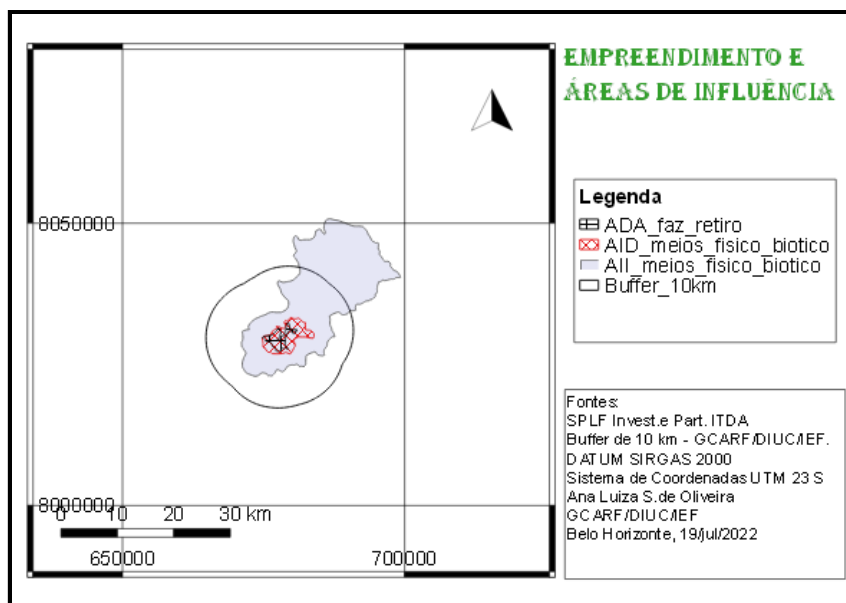 EMPREENDIMENTO E
ÁREAS DE INFLUÊNCIA
8050000
8000000
0 10 20 30 km
650000 700000
Legenda
ADA_faz_retiro
AID_meios_fisico_biotico
AII_meios_fisico_biotico
Buffer_10km
Fontes:
SPLF Invest.e Part. ITDA
Buffer de 10 km - GCARF/DIUC/IEF.
DATUM SIRGAS 2000
Sistema de Coordenadas UTM 23 S
Ana Luiza S.de Oliveira
GCARF/DIUC/IEF
Belo Horizonte, 19/jul/2022